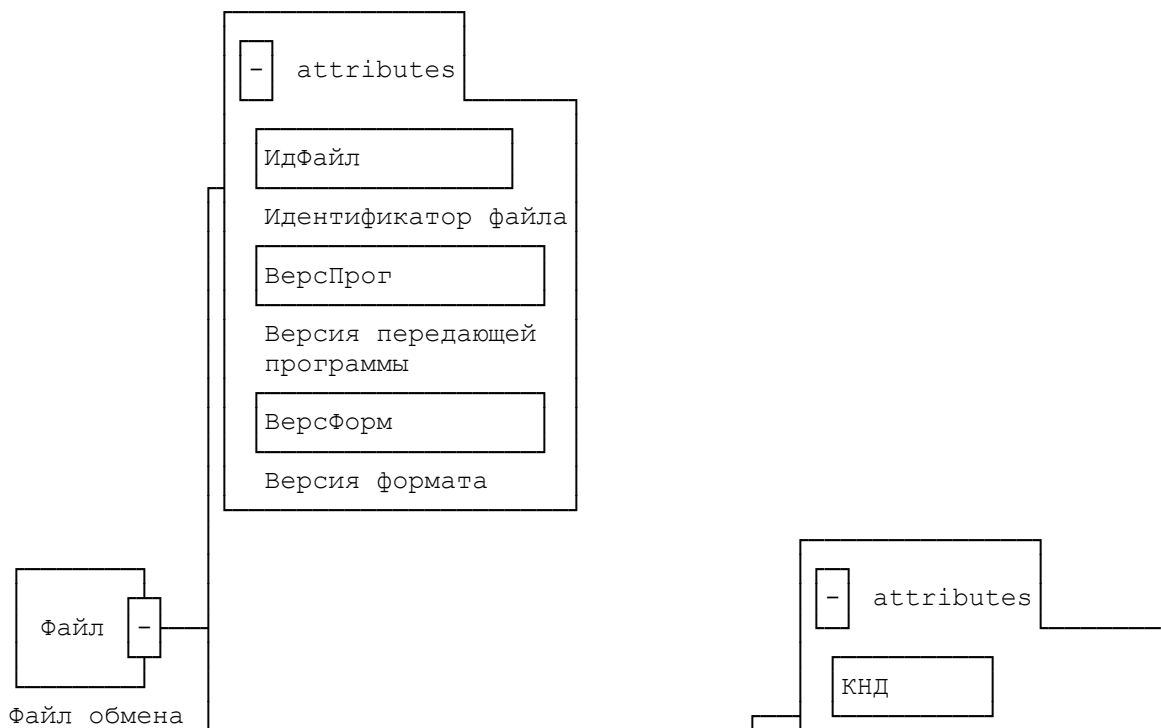 - attributes
ИдФайл
Идентификатор файла
ВерсПрог
Версия передающей
программы
ВерсФорм
Версия формата
Файл -
Файл обмена
- attributes
КНД